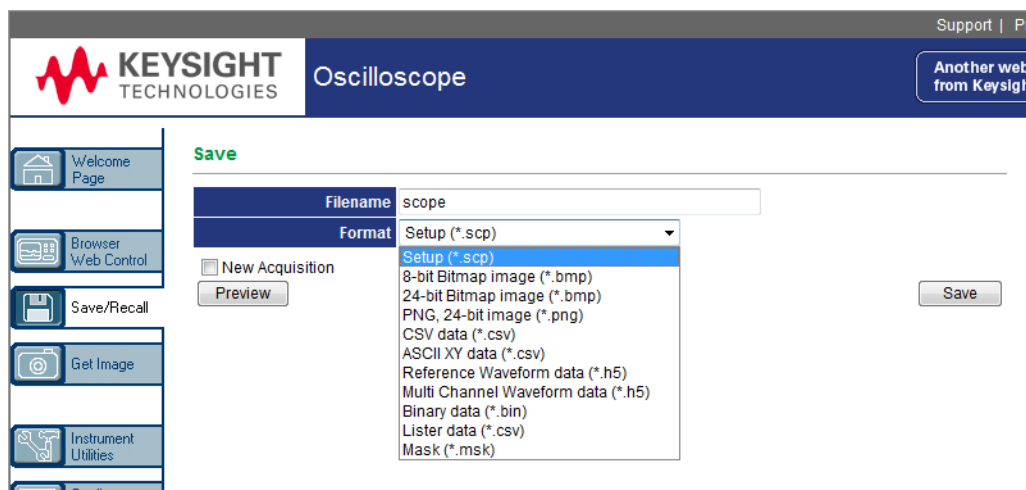 Support | P
KEYSIGHT
TECHNOLOGIES
Oscilloscope
Another web
from Keysigh
Welcome
Page
Browser
Web Control
Save/Recall
Get Image
Instrument
Utilities
Save
Filename scope
Format Setup (*.scp)
Setup (*.scp)
8-bit Bitmap image (*.bmp)
24-bit Bitmap image (*.bmp)
PNG, 24-bit image (*.png)
CSV data (*.csv)
ASCII XY data (*.csv)
Reference Waveform data (*.h5)
Multi Channel Waveform data (*.h5)
Binary data (*.bin)
Lister data (*.csv)
Mask (*.msk)
New Acquisition
Preview
Save